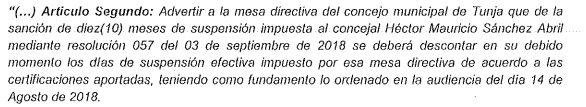 “(…) Articulo Segundo: Advertir a la mesa directiva del concejo municipal de Tunja que de la
sanción de diez(10) meses de suspensión impuesta al concejal Héctor Mauricio Sánchez Abril
mediante resolución 057 del 03 de septiembre de 2018 se deberá descontar en su debido
momento los días de suspensión efectiva impuesto por esa mesa directiva de acuerdo a las
certificaciones aportadas, teniendo como fundamento lo ordenado en la audiencia del día 14 de
Agosto de 2018.